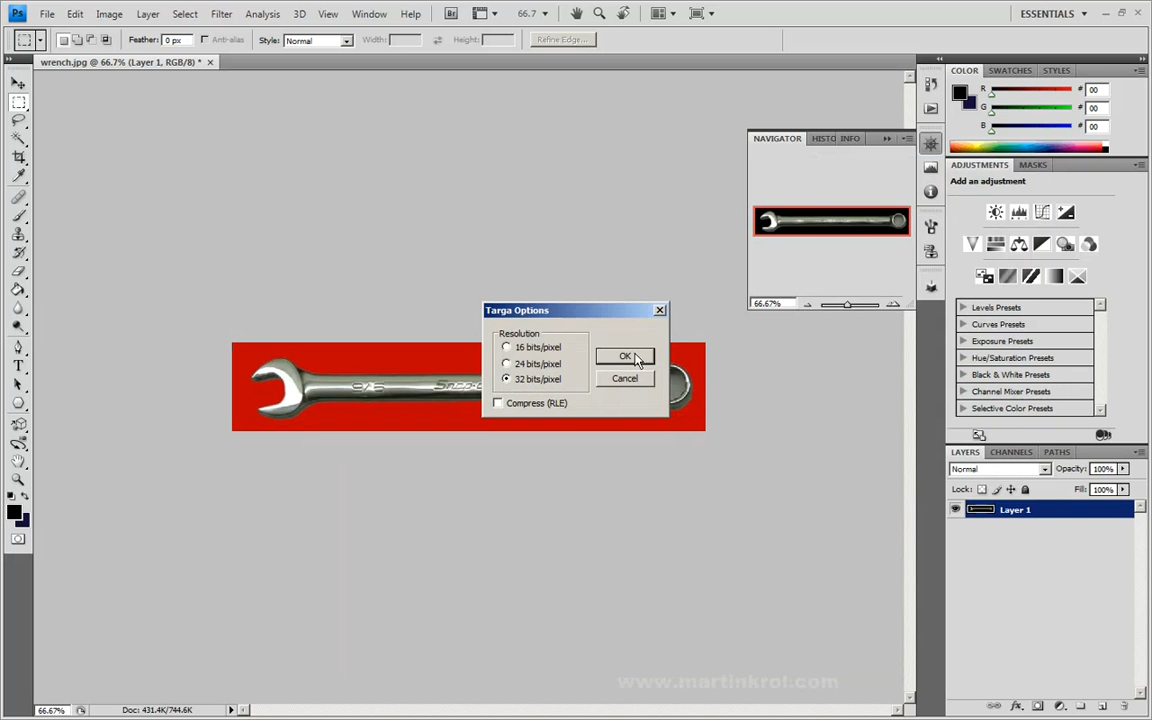 Ps File Edit Image Layer Select Filter Analysis 3D View Window Help Br 66.7 ESSENTIALS
Feather: 0 px Anti-alias Style: Normal Width: Height: Refine Edge...
wrench.jpg @ 66.7% (Layer 1, RGB/8) *
COLOR SWATCHES STYLES
R # 00
G # 00
B # 00
NAVIGATOR HISTO INFO
66.67%
ADJUSTMENTS MASKS
Add an adjustment
Levels Presets
Curves Presets
Exposure Presets
Hue/Saturation Presets
Black & White Presets
Channel Mixer Presets
Selective Color Presets
Targa Options
Resolution
16 bits/pixel
24 bits/pixel
32 bits/pixel
OK
Cancel
Compress (RLE)
LAYERS CHANNELS PATHS
Normal Opacity: 100%
Lock: Fill: 100%
Layer 1
T
www.martinkrol.com
66.67% Doc: 431.4K/744.6K